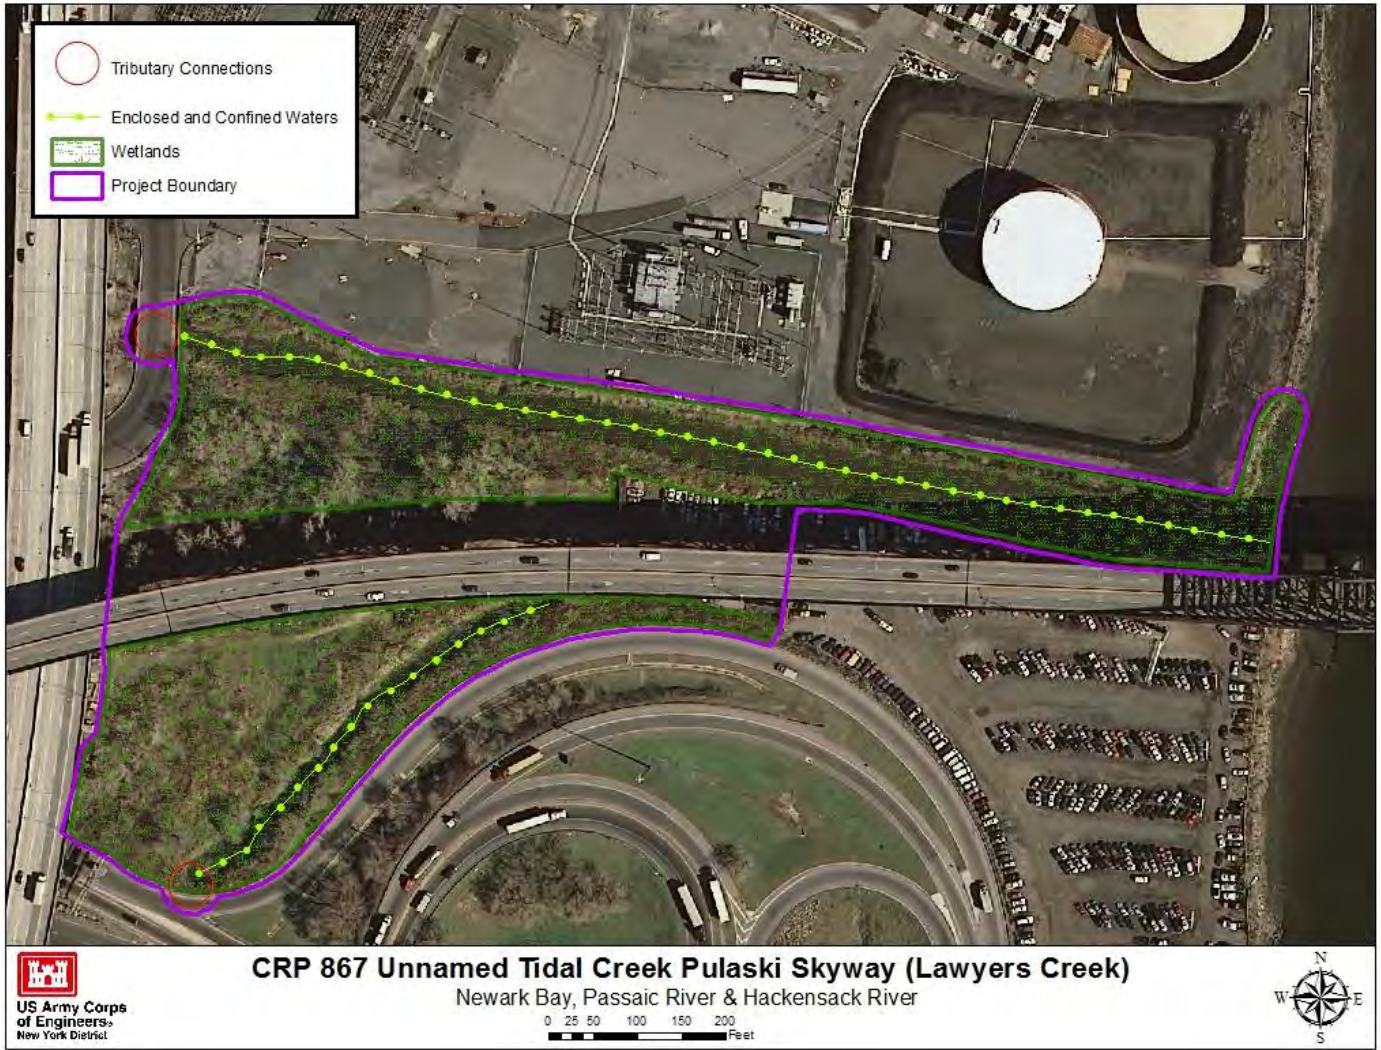 Tributary Connections
Enclosed and Confined Waters
Wetlands
Project Boundary
CRP 867 Unnamed Tidal Creek Pulaski Skyway (Lawyers Creek)
Newark Bay, Passaic River & Hackensack River
0 25 50 100 150 200
Feet
US Army Corps
of Engineers®
New York District
N
W E
S